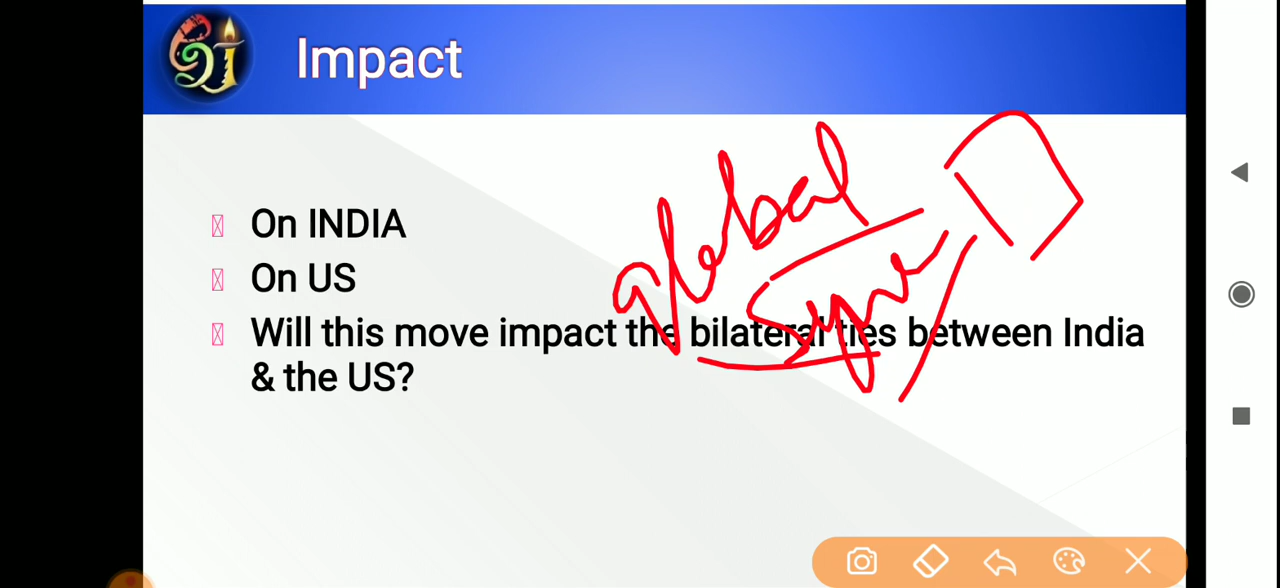 Impact
On INDIA
On US
Will this move impact the bilateral ties between India
& the US?
global